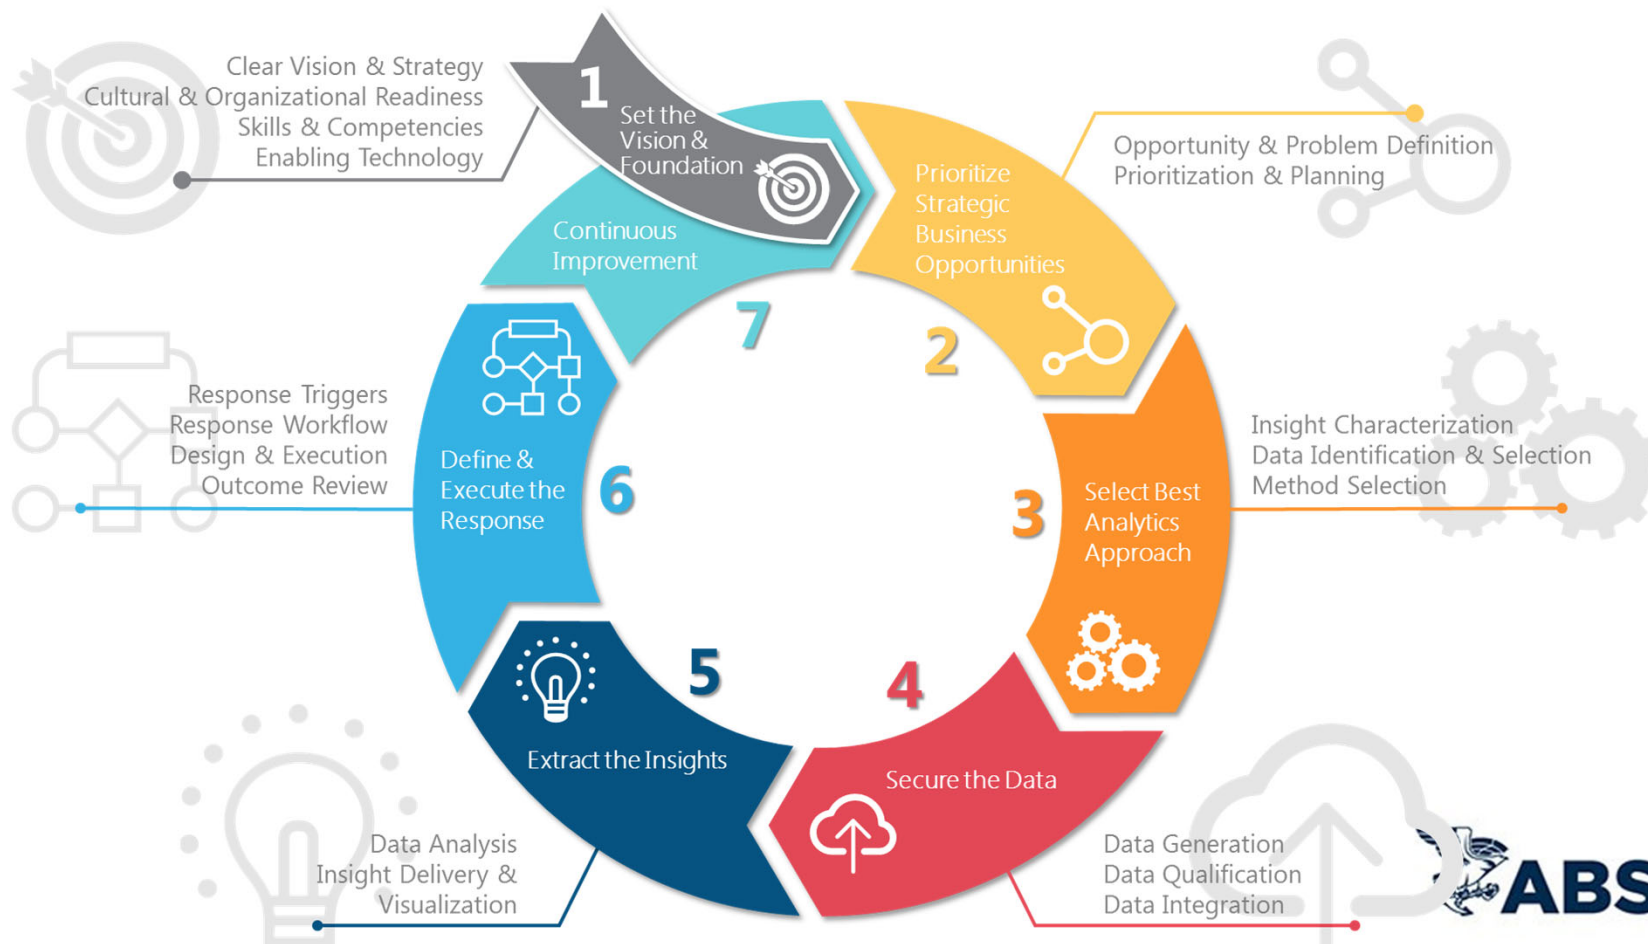 Clear Vision & Strategy
Cultural & Organizational Readiness
Skills & Competencies
Enabling Technology
1
Set the
Vision &
Foundation
2
Prioritize
Strategic
Business
Opportunities
Opportunity & Problem Definition
Prioritization & Planning
3
Select Best
Analytics
Approach
Insight Characterization
Data Identification & Selection
Method Selection
4
Secure the Data
Data Generation
Data Qualification
Data Integration
5
Extract the Insights
Data Analysis
Insight Delivery &
Visualization
6
Define &
Execute the
Response
Response Triggers
Response Workflow
Design & Execution
Outcome Review
7
Continuous
Improvement
ABS